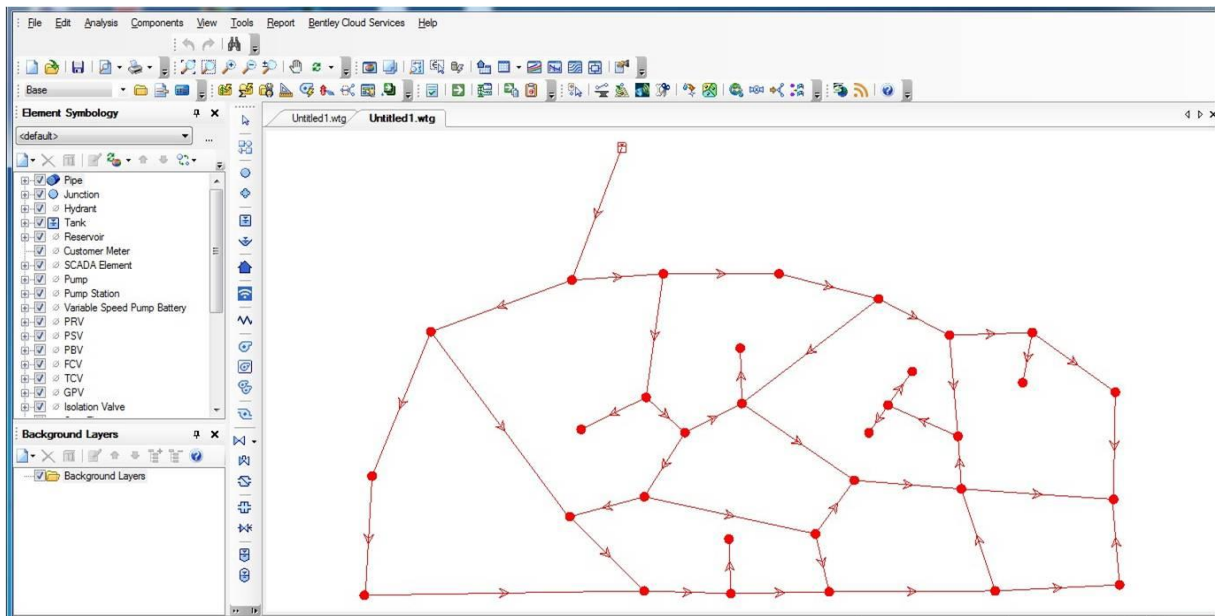 File Edit Analysis Components View Tools Report Bentley Cloud Services Help
Base
Element Symbology
<default>
...
Pipe
Junction
Hydrant
Tank
Reservoir
Customer Meter
SCADA Element
Pump
Pump Station
Variable Speed Pump Battery
PRV
PSV
PBV
FCV
TCV
GPV
Isolation Valve
Background Layers
Background Layers
Untitled1.wtg Untitled1.wtg